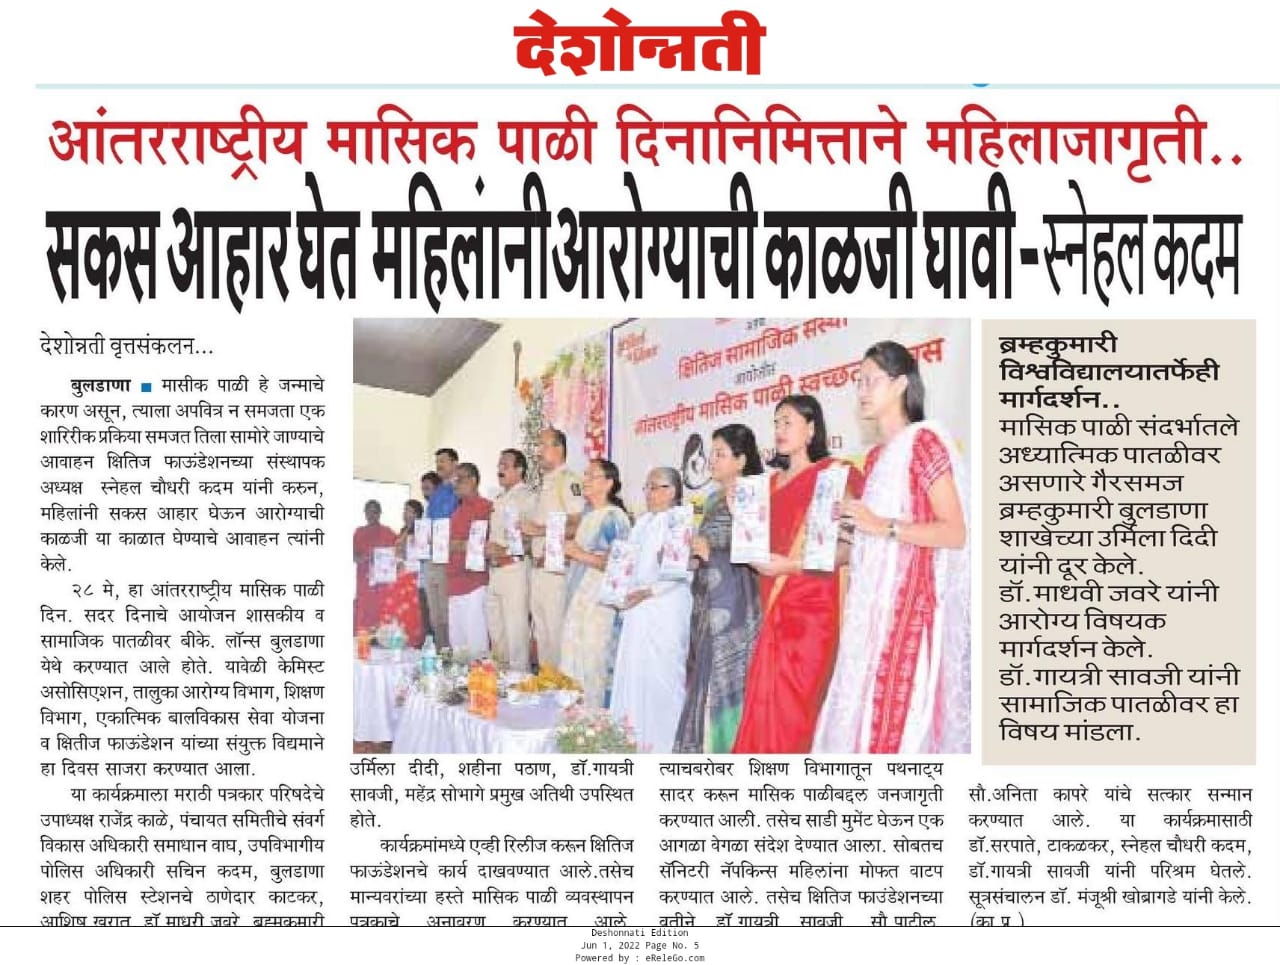 देशोन्नती
आंतरराष्ट्रीय मासिक पाळी दिनानिमित्ताने महिलाजागृती..
सकस आहार घेत महिलांनी आरोग्याची काळजी घावी - स्नेहल कदम
देशोन्नती वृत्तसंकलन...
बुलडाणा ■ मासीक पाळी हे जन्माचे
कारण असून, त्याला अपवित्र न समजता एक
शारिरीक प्रकिया समजत तिला सामोरे जाण्याचे
आवाहन क्षितिज फाऊंडेशनच्या संस्थापक
अध्यक्ष स्नेहल चौधरी कदम यांनी करुन,
महिलांनी सकस आहार घेऊन आरोग्याची
काळजी या काळात घेण्याचे आवाहन त्यांनी
केले.
२८ मे, हा आंतरराष्ट्रीय मासिक पाळी
दिन. सदर दिनाचे आयोजन शासकीय व
सामाजिक पातळीवर बीके. लॉन्स बुलडाणा
येथे करण्यात आले होते. यावेळी केमिस्ट
असोसिएशन, तालुका आरोग्य विभाग, शिक्षण
विभाग, एकात्मिक बालविकास सेवा योजना
व क्षितीज फाऊंडेशन यांच्या संयुक्त विद्यमाने
हा दिवस साजरा करण्यात आला.
या कार्यक्रमाला मराठी पत्रकार परिषदेचे
उपाध्यक्ष राजेंद्र काळे, पंचायत समितीचे संवर्ग
विकास अधिकारी समाधान वाघ, उपविभागीय
पोलिस अधिकारी सचिन कदम, बुलडाणा
शहर पोलिस स्टेशनचे ठाणेदार काटकर,
आशिष खरात, डॉ.माधुरी जवरे, ब्रह्मकुमारी
क्षितिज सामाजिक संस्था
आयोजीत
आंतरराष्ट्रीय मासिक पाळी स्वच्छता
उर्मिला दीदी, शहीना पठाण, डॉ.गायत्री
सावजी, महेंद्र सोभागे प्रमुख अतिथी उपस्थित
होते.
कार्यक्रमांमध्ये एव्ही रिलीज करून क्षितिज
फाऊंडेशनचे कार्य दाखवण्यात आले.तसेच
मान्यवरांच्या हस्ते मासिक पाळी व्यवस्थापन
पत्रकाचे अनावरण करण्यात आले.
त्याचबरोबर शिक्षण विभागातून पथनाट्य
सादर करून मासिक पाळीबद्दल जनजागृती
करण्यात आली. तसेच साडी मुमेंट घेऊन एक
आगळा वेगळा संदेश देण्यात आला. सोबतच
सॅनिटरी नॅपकिन्स महिलांना मोफत वाटप
करण्यात आले. तसेच क्षितिज फाउंडेशनच्या
वतीने डॉ.गायत्री सावजी, सौ.पाटील,
ब्रम्हकुमारी
विश्वविद्यालयातर्फेही
मार्गदर्शन..
मासिक पाळी संदर्भातले
अध्यात्मिक पातळीवर
असणारे गैरसमज
ब्रम्हकुमारी बुलडाणा
शाखेच्या उर्मिला दिदी
यांनी दूर केले.
डॉ.माधवी जवरे यांनी
आरोग्य विषयक
मार्गदर्शन केले.
डॉ.गायत्री सावजी यांनी
सामाजिक पातळीवर हा
विषय मांडला.
सौ.अनिता कापरे यांचे सत्कार सन्मान
करण्यात आले. या कार्यक्रमासाठी
डॉ.सरपाते, टाकळकर, स्नेहल चौधरी कदम,
डॉ.गायत्री सावजी यांनी परिश्रम घेतले.
सूत्रसंचालन डॉ. मंजूश्री खोब्रागडे यांनी केले.
(का.प्र.)
Deshonnati Edition
Jun 1, 2022 Page No. 5
Powered by : eReleGo.com